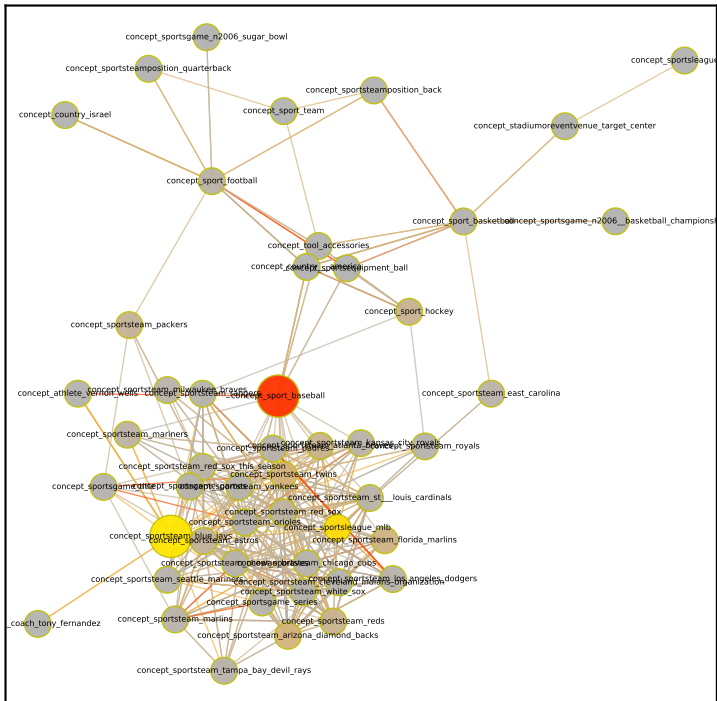 concept_sportsgame_n2006_sugar_bowl
concept_sportsleague
concept_sportsteamposition_quarterback
concept_sportsteamposition_back
concept_sport_team
concept_country_israel
concept_stadiumoreventvenue_target_center
concept_sport_football
concept_sport_basketball
concept_sportsgame_n2006__basketball_championsh
concept_tool_accessories
concept_sportsequipment_ball
concept_sport_hockey
concept_sportsteam_packers
concept_athlete_vernon_wells
concept_sportsteam_milwaukee_braves
concept_sport_baseball
concept_sportsteam_east_carolina
concept_sportsteam_mariners
concept_sportsteam_kansas_city_royals
concept_sportsteam_padres
concept_sportsteam_royals
concept_sportsteam_red_sox_this_season
concept_sportsteam_twins
concept_sportsteam_yankees
concept_sportsteam_st__louis_cardinals
concept_sportsteam_red_sox
concept_sportsteam_orioles
concept_sportsleague_mlb
concept_sportsteam_blue_jays
concept_sportsteam_astros
concept_sportsteam_florida_marlins
concept_sportsteam_chicago_cubs
concept_sportsteam_seattle_mariners
concept_sportsteam_cleveland_indians_organization
concept_sportsteam_los_angeles_dodgers
concept_sportsteam_white_sox
concept_sportsgame_series
concept_sportsteam_marlins
concept_sportsteam_reds
_coach_tony_fernandez
concept_sportsteam_arizona_diamond_backs
concept_sportsteam_tampa_bay_devil_rays